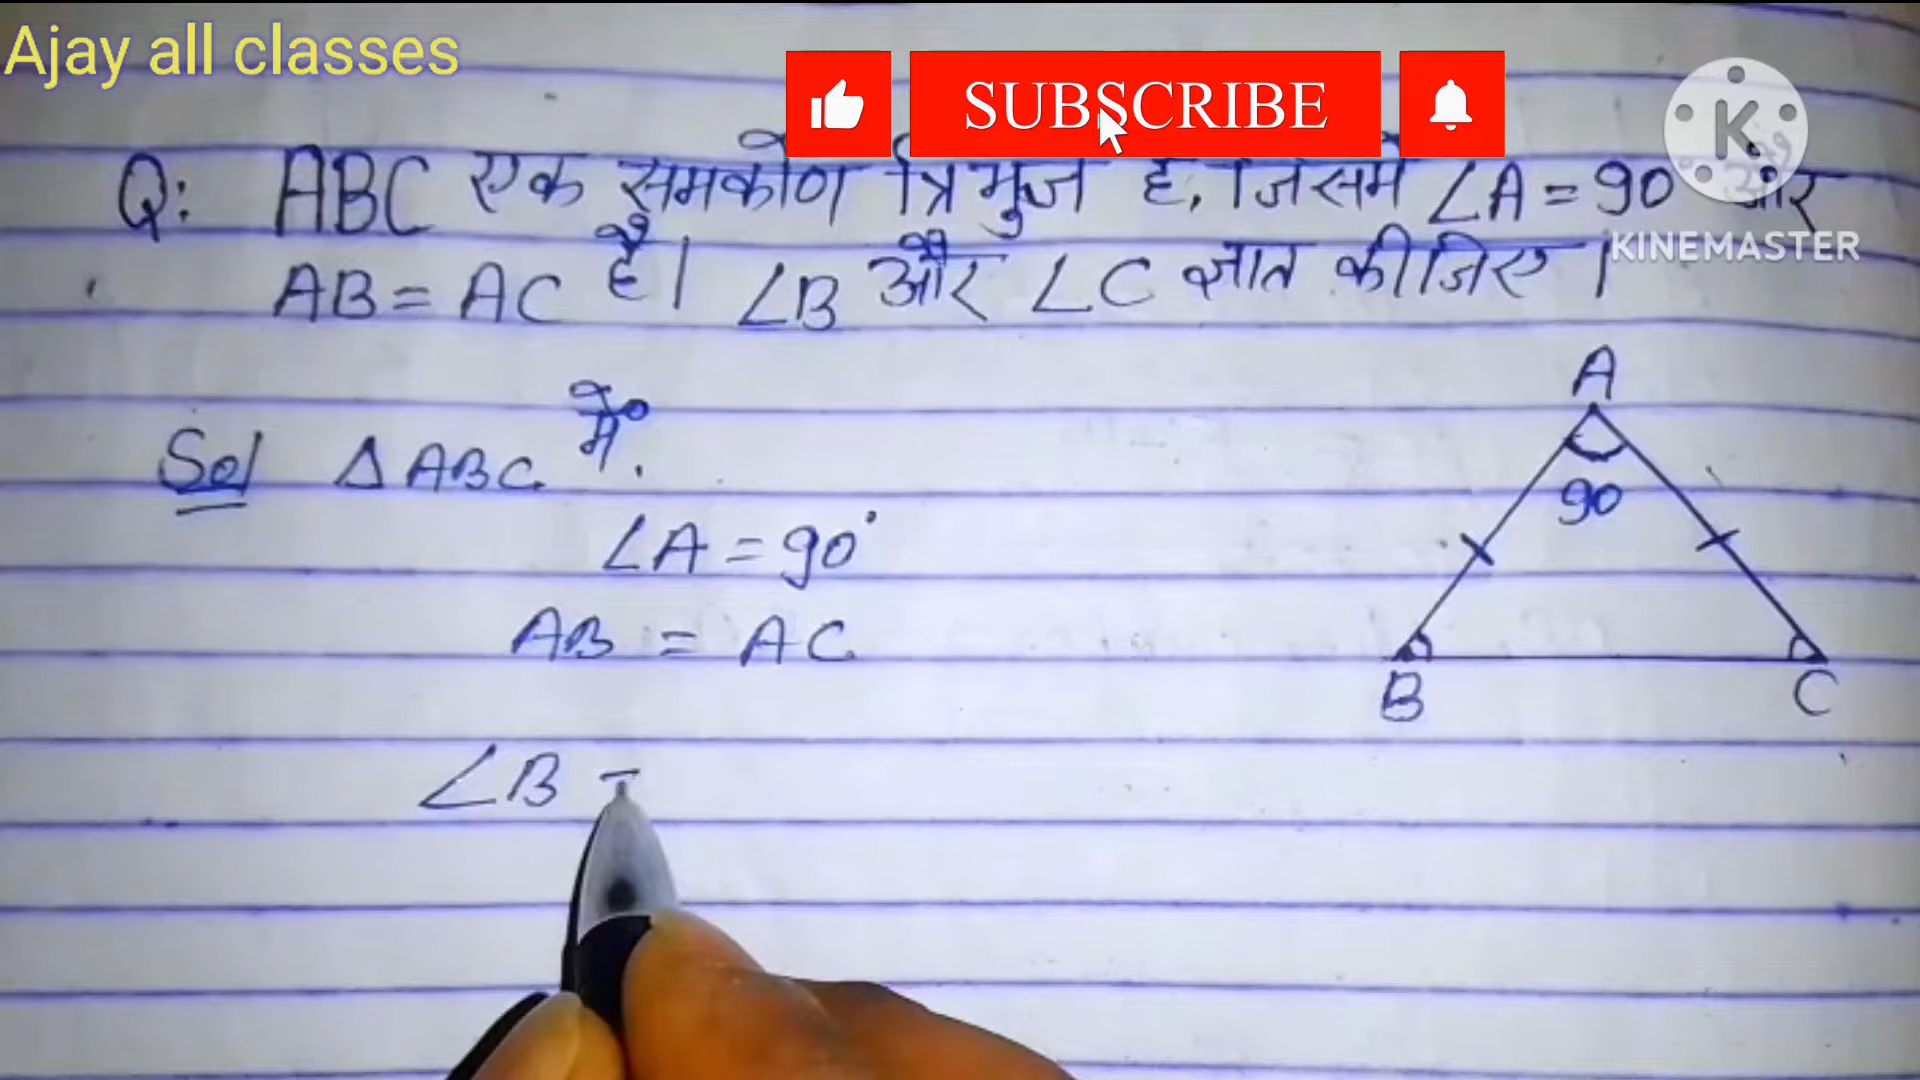 Ajay all classes
SUBSCRIBE
K
KINEMASTER
Q: ABC एक समकोण त्रिभुज है, जिसमें ∠A = 90 और
AB = AC है। ∠B और ∠C ज्ञात कीजिए।
Sol ΔABC में.
∠A = 90°
AB = AC
∠B
A
90
B
C